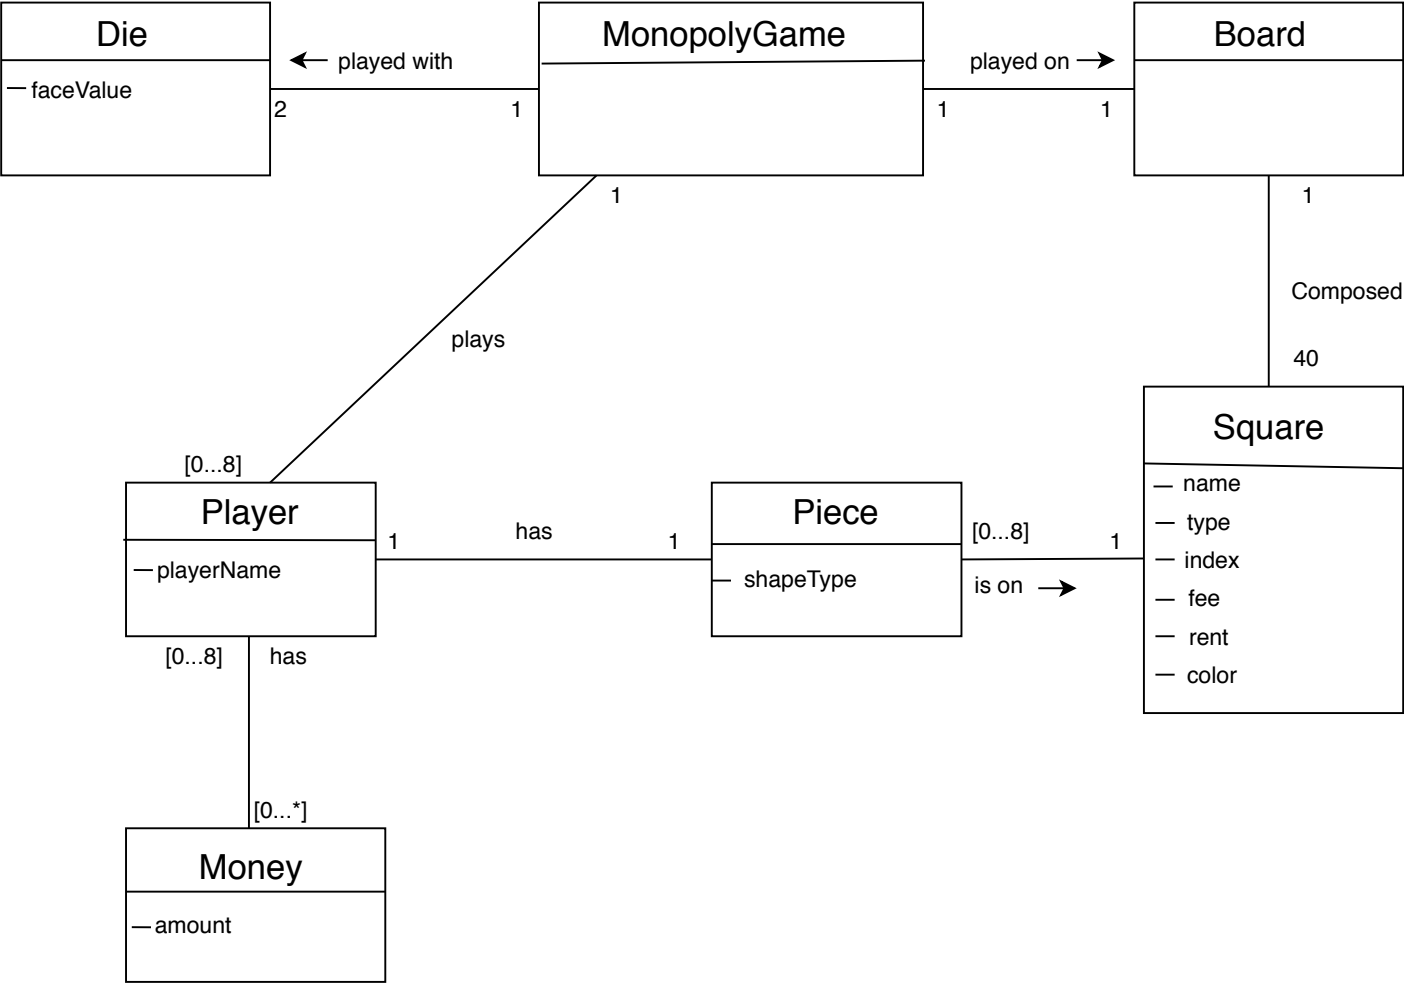 Die
MonopolyGame
Board
played with
played on
faceValue
2
1
1
1
1
1
Composed
plays
40
Square
[0...8]
Player
Piece
name
1
has
1
[0...8]
1
type
playerName
shapeType
is on
index
fee
rent
[0...8]
has
color
[0...*]
Money
amount